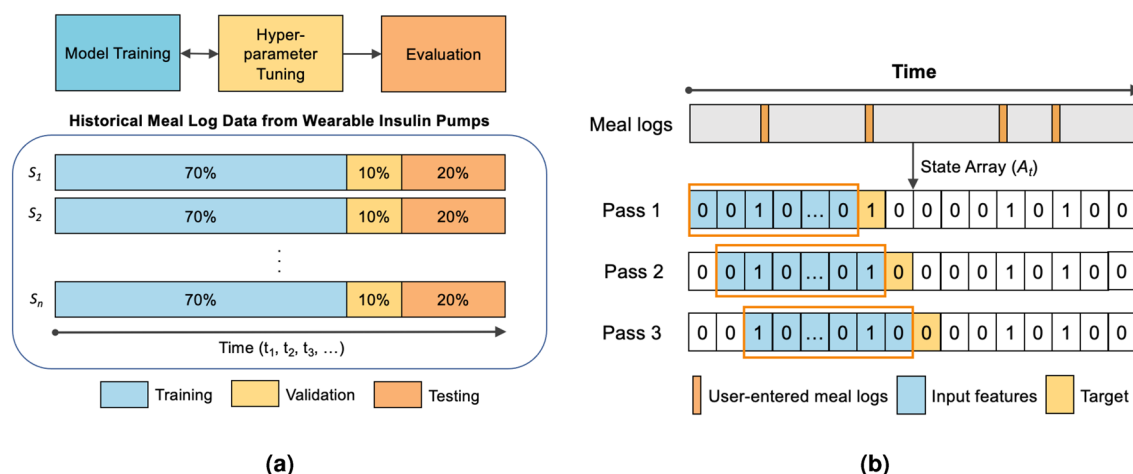 Model Training
Hyper-
parameter
Tuning
Evaluation
Historical Meal Log Data from Wearable Insulin Pumps
S1 70% 10% 20%
S2 70% 10% 20%
⋮
Sn 70% 10% 20%
Time (t1, t2, t3, …)
Training Validation Testing
(a)
Time
Meal logs
State Array (At)
Pass 1 0 0 1 0 ... 0 1 0 0 0 0 1 0 1 0 0
Pass 2 0 0 1 0 ... 0 1 0 0 0 0 1 0 1 0 0
Pass 3 0 0 1 0 ... 0 1 0 0 0 0 1 0 1 0 0
User-entered meal logs Input features Target
(b)